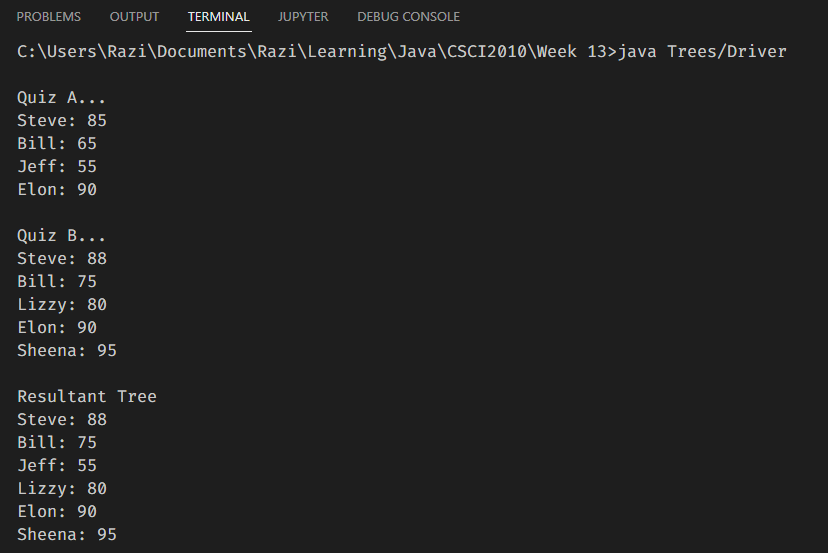 PROBLEMS OUTPUT TERMINAL JUPYTER DEBUG CONSOLE
C:\Users\Razi\Documents\Razi\Learning\Java\CSCI2010\Week 13>java Trees/Driver
Quiz A...
Steve: 85
Bill: 65
Jeff: 55
Elon: 90
Quiz B...
Steve: 88
Bill: 75
Lizzy: 80
Elon: 90
Sheena: 95
Resultant Tree
Steve: 88
Bill: 75
Jeff: 55
Lizzy: 80
Elon: 90
Sheena: 95